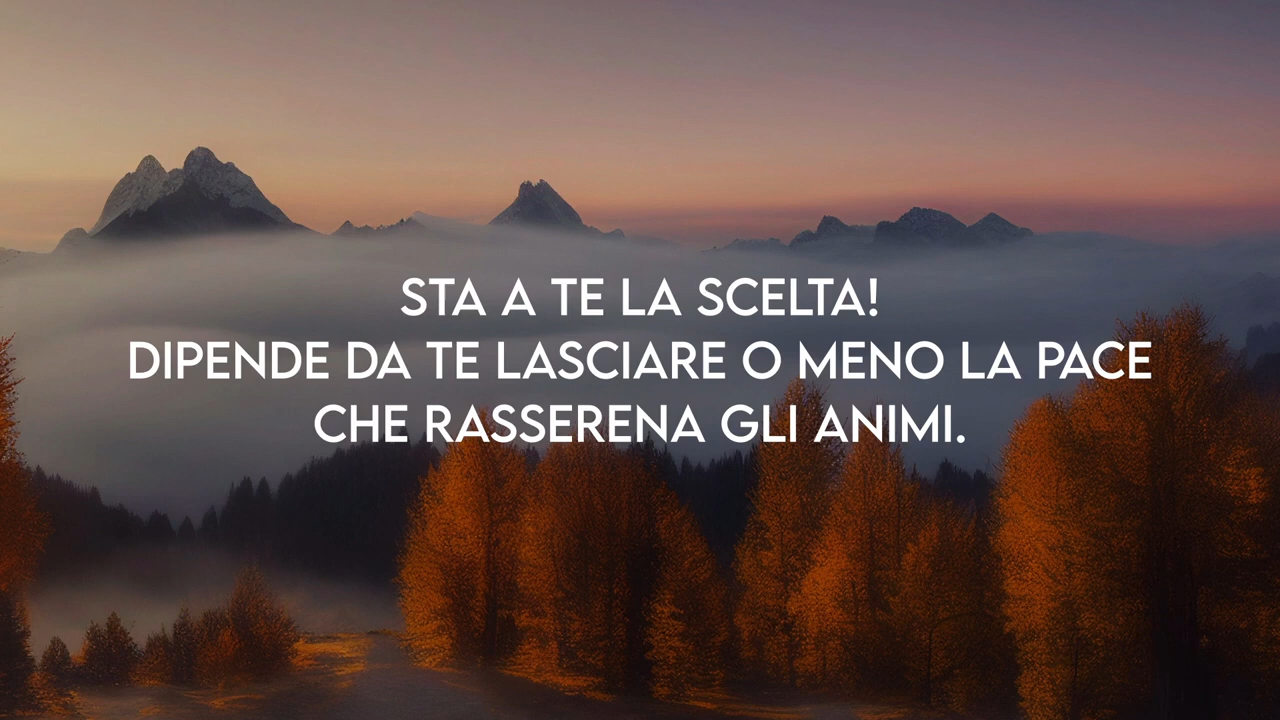 STA A TE LA SCELTA!
DIPENDE DA TE LASCIARE O MENO LA PACE
CHE RASSERENA GLI ANIMI.